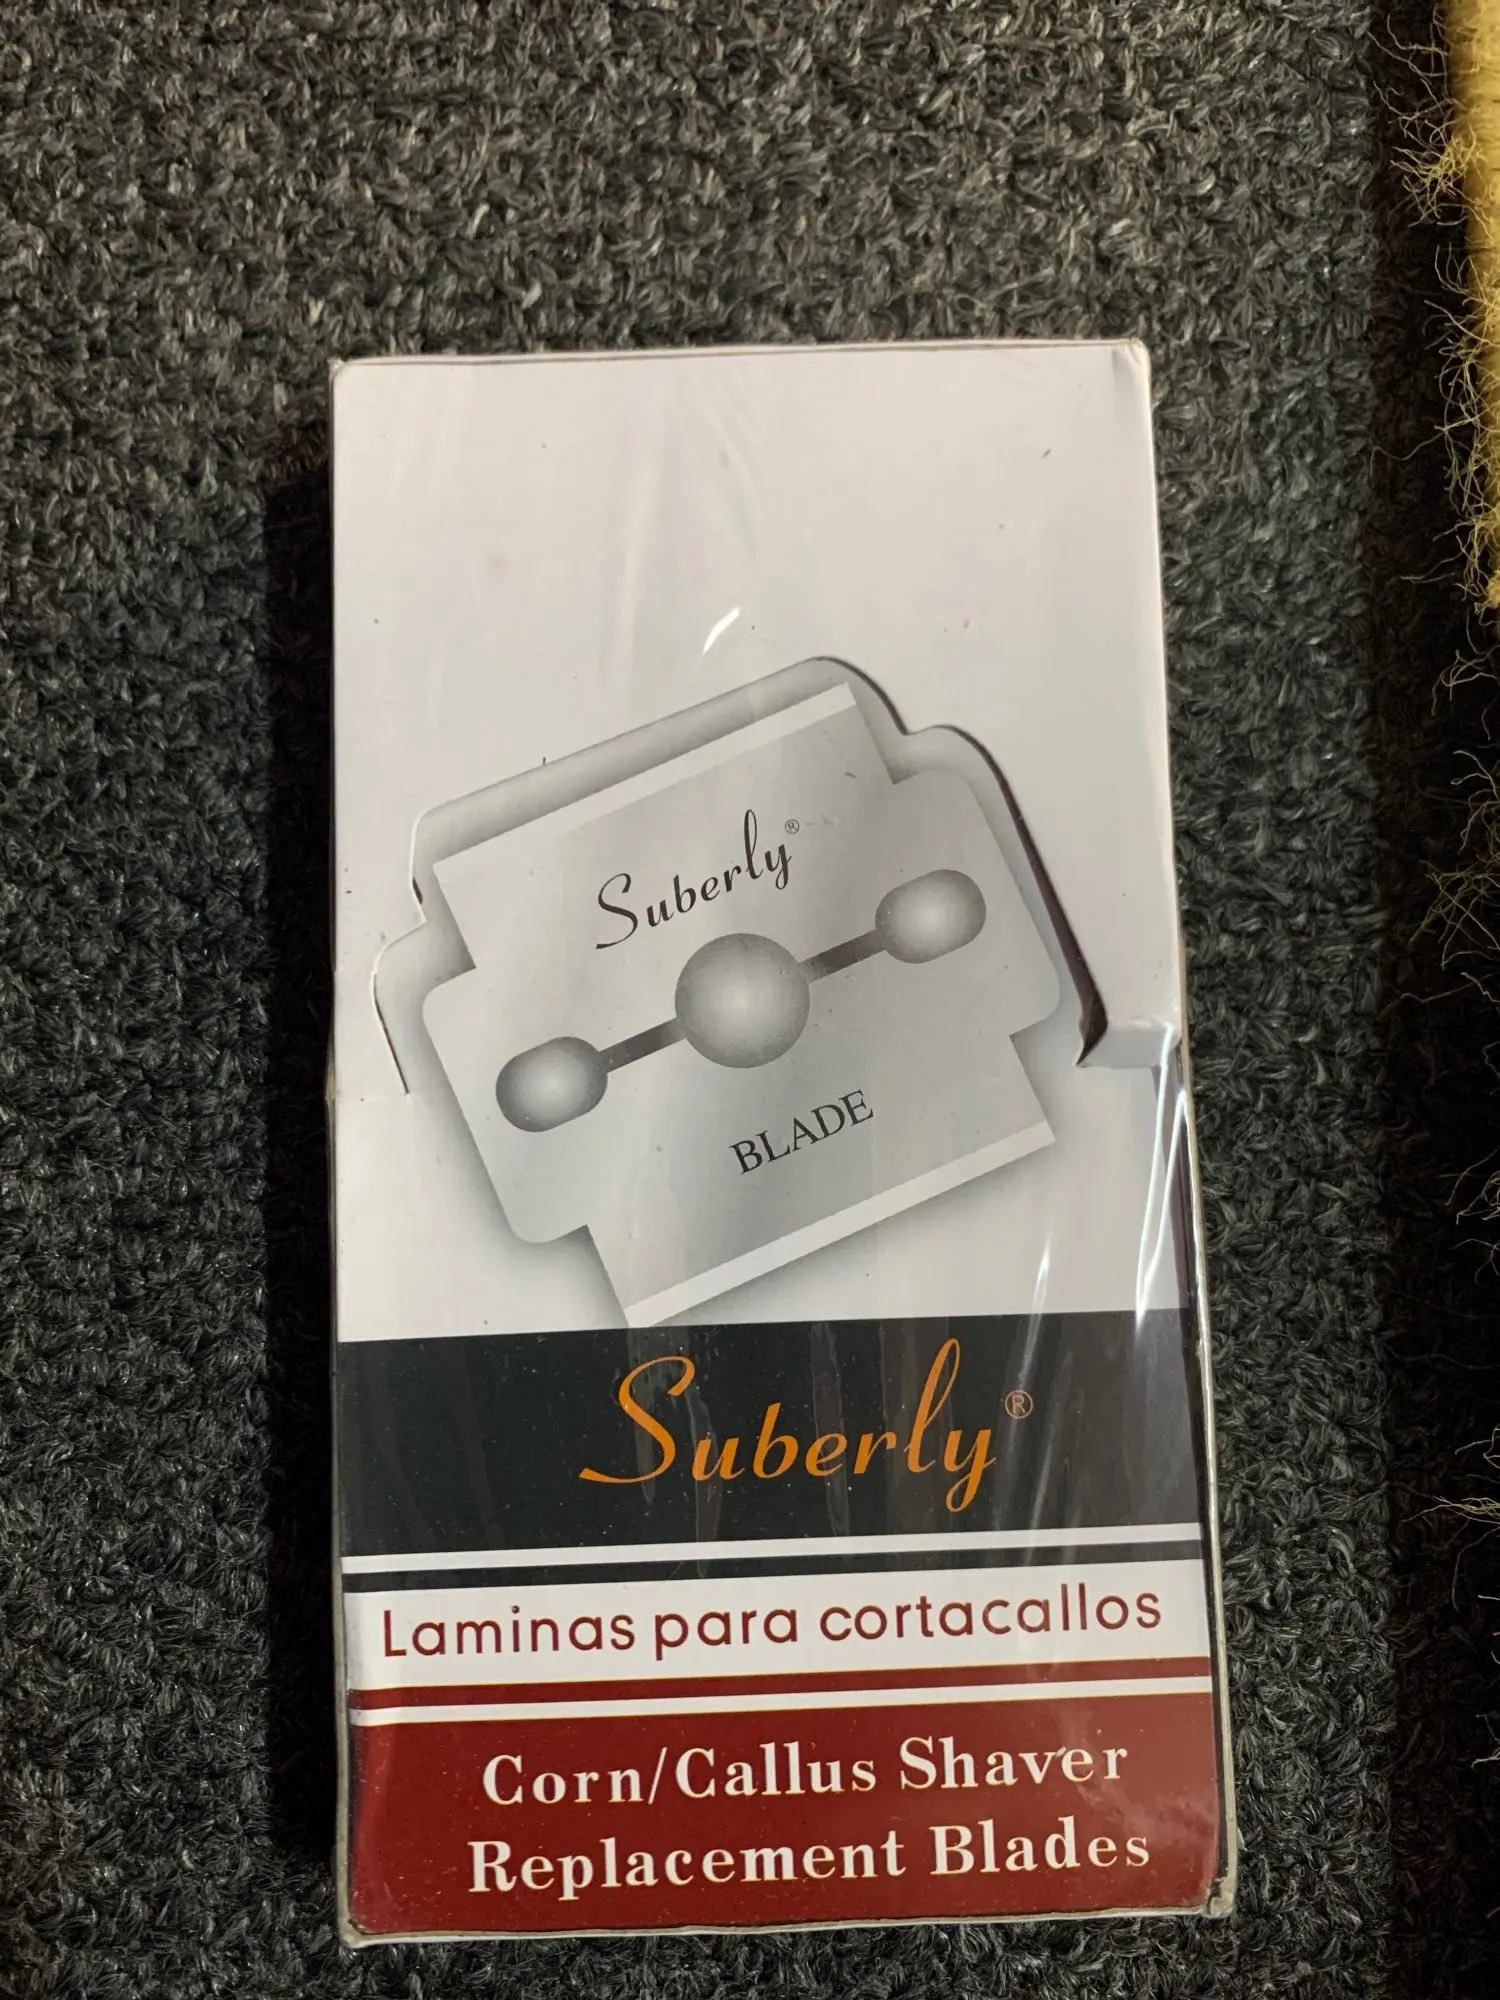 Suberly®
BLADE
Suberly®
Laminas para cortacallos
Corn/Callus Shaver
Replacement Blades